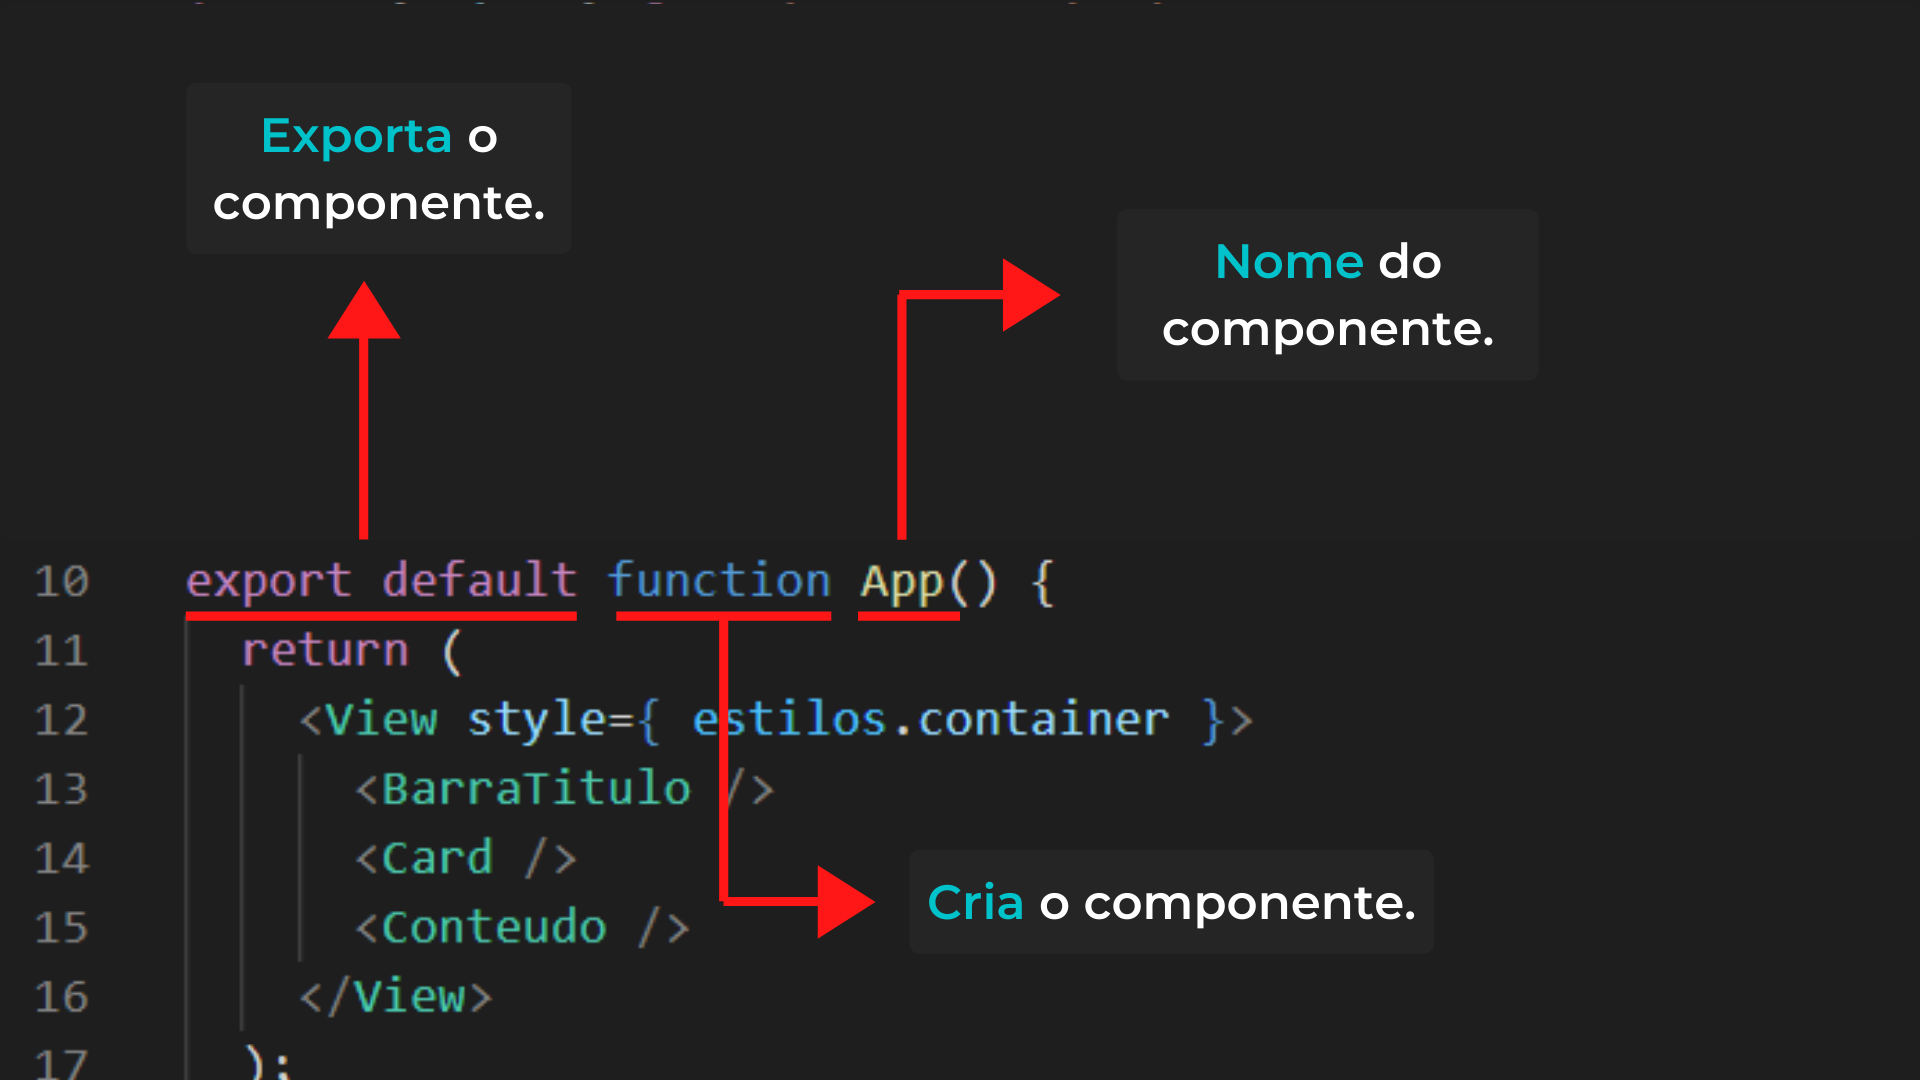 Exporta o
componente.
Nome do
componente.
10 export default function App() {
11 return (
12 <View style={ estilos.container }>
13 <BarraTitulo />
14 <Card />
15 <Conteudo />
Cria o componente.
16 </View>
17 );